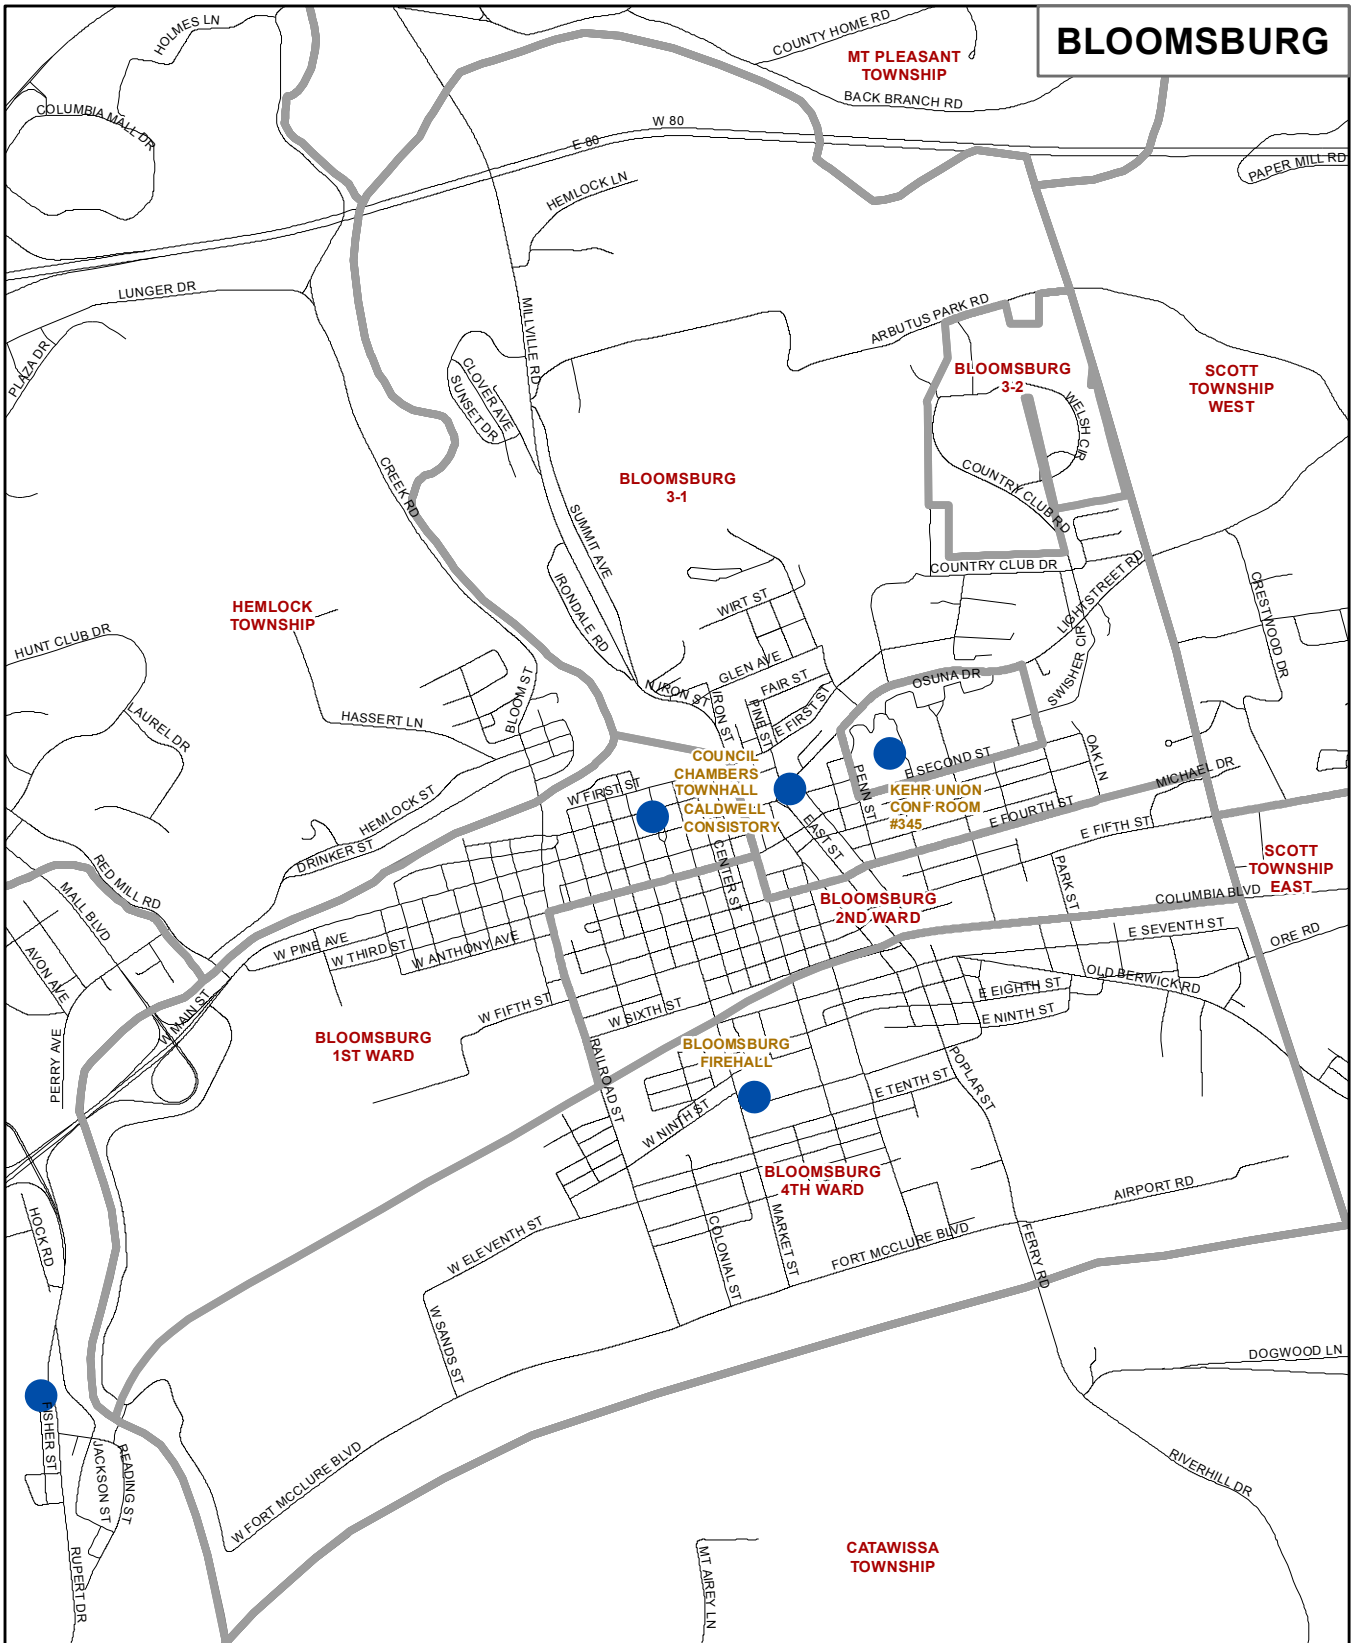 BLOOMSBURG
HOLMES LN
COUNTY HOME RD
MT PLEASANT
TOWNSHIP
BACK BRANCH RD
COLUMBIA MALL DR
W 80
E 80
PAPER MILL RD
HEMLOCK LN
LUNGER DR
MILLVILLE RD
ARBUTUS PARK RD
PLAZA DR
CLOVER AVE
SUNSET DR
BLOOMSBURG
3-2
SCOTT
TOWNSHIP
WEST
WELSH CIR
CREEK RD
BLOOMSBURG
3-1
COUNTRY CLUB RD
SUMMIT AVE
COUNTRY CLUB DR
LIGHTSTREET RD
IRONDALE RD
WIRT ST
CRESTWOOD DR
HEMLOCK
TOWNSHIP
HUNT CLUB DR
GLEN AVE
FAIR ST
SWISHER CIR
OSUNA DR
BLOOM ST
N IRON ST
IRON ST
PINE ST
E FIRST ST
HASSERT LN
LAUREL DR
OAK LN
COUNCIL
CHAMBERS
TOWNHALL
CALDWELL
CONSISTORY
E SECOND ST
PENN ST
MICHAEL DR
W FIRST ST
KEHR UNION
CONF ROOM
#345
HEMLOCK ST
E FOURTH ST
EAST ST
E FIFTH ST
DRINKER ST
CENTER ST
PARK ST
SCOTT
TOWNSHIP
EAST
RED MILL RD
MALL BLVD
BLOOMSBURG
2ND WARD
COLUMBIA BLVD
W PINE AVE
W THIRD ST
W ANTHONY AVE
E SEVENTH ST
ORE RD
AVON AVE
OLD BERWICK RD
E EIGHTH ST
W FIFTH ST
W SIXTH ST
E NINTH ST
W MAIN ST
BLOOMSBURG
1ST WARD
BLOOMSBURG
FIREHALL
PERRY AVE
RAILROAD ST
POPLAR ST
E TENTH ST
W NINTH ST
BLOOMSBURG
4TH WARD
AIRPORT RD
HOCK RD
W ELEVENTH ST
COLONIAL ST
MARKET ST
FORT MCCLURE BLVD
FERRY RD
W SANDS ST
DOGWOOD LN
FISHER ST
JACKSON ST
READING ST
W FORT MCCLURE BLVD
RIVERHILL DR
RUPERT DR
MT AIREY LN
CATAWISSA
TOWNSHIP